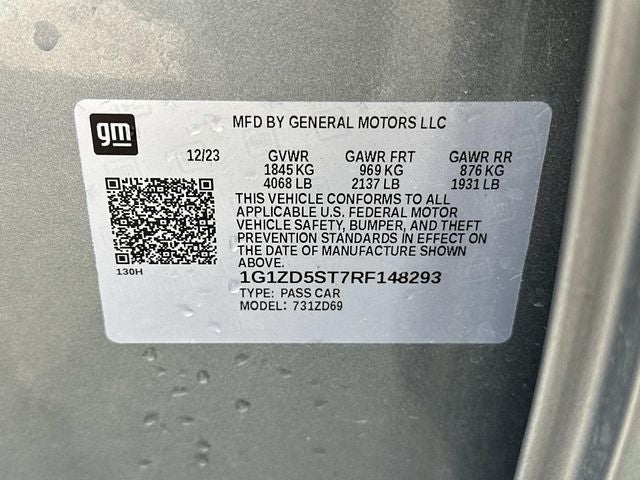 gm
MFD BY GENERAL MOTORS LLC
12/23 GVWR GAWR FRT GAWR RR
1845 KG 969 KG 876 KG
4068 LB 2137 LB 1931 LB
THIS VEHICLE CONFORMS TO ALL
APPLICABLE U.S. FEDERAL MOTOR
VEHICLE SAFETY, BUMPER, AND THEFT
PREVENTION STANDARDS IN EFFECT ON
THE DATE OF MANUFACTURE SHOWN
ABOVE.
130H
1G1ZD5ST7RF148293
TYPE: PASS CAR
MODEL: 731ZD69